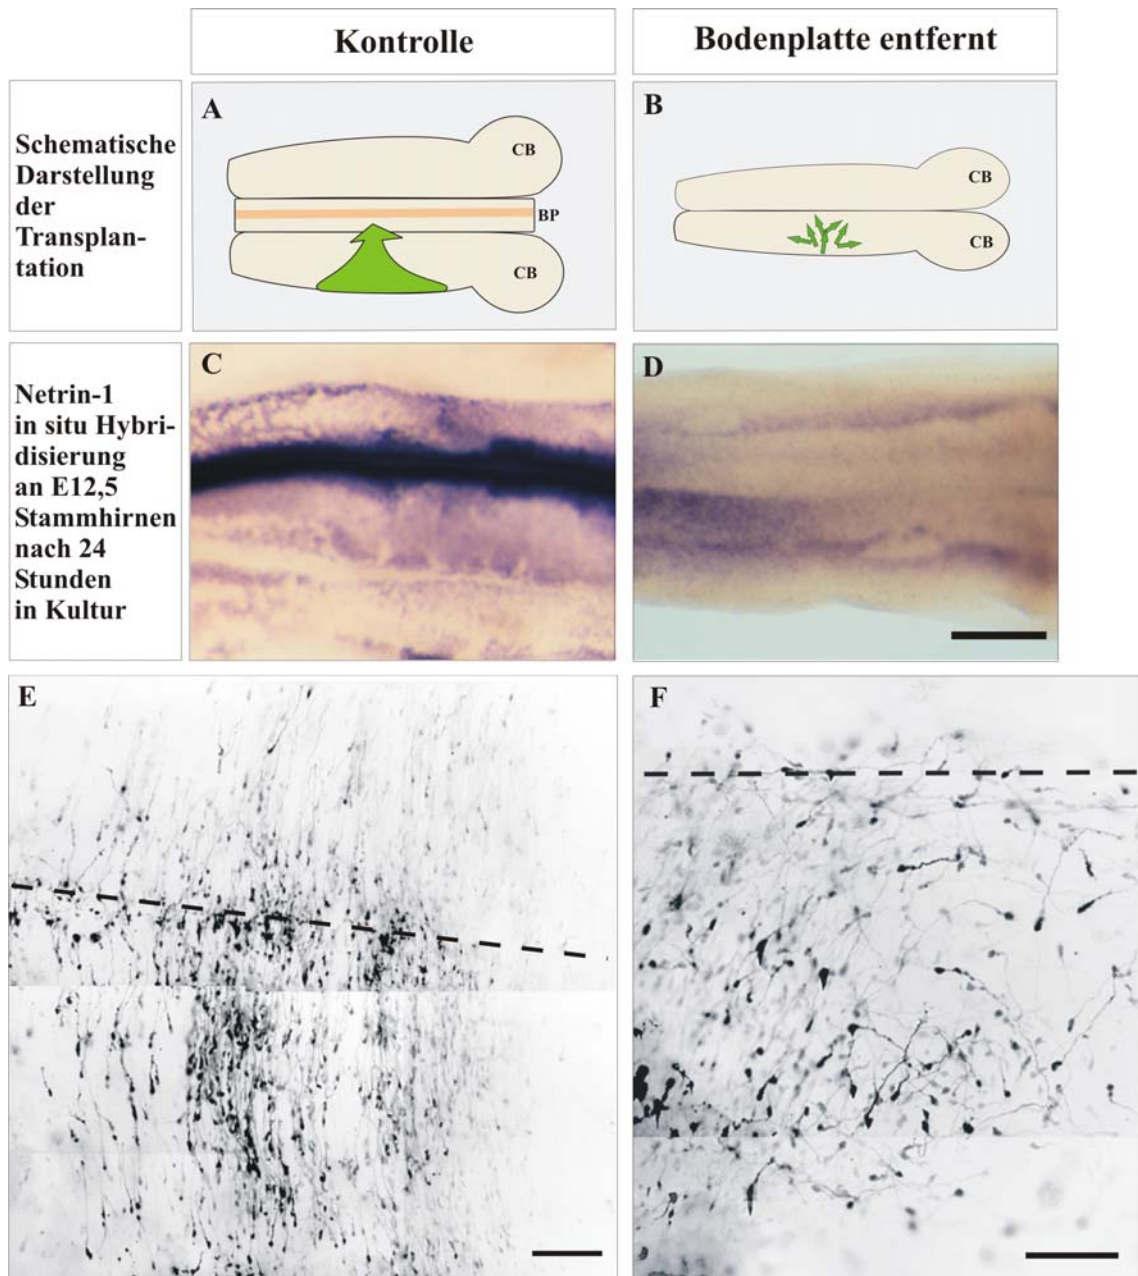 Kontrolle
Bodenplatte entfernt
Schematische
Darstellung
der
Transplan-
tation
A
CB
BP
CB
B
CB
CB
Netrin-1
in situ Hybri-
disierung
an E12,5
Stammhirnen
nach 24
Stunden
in Kultur
C
D
E
F